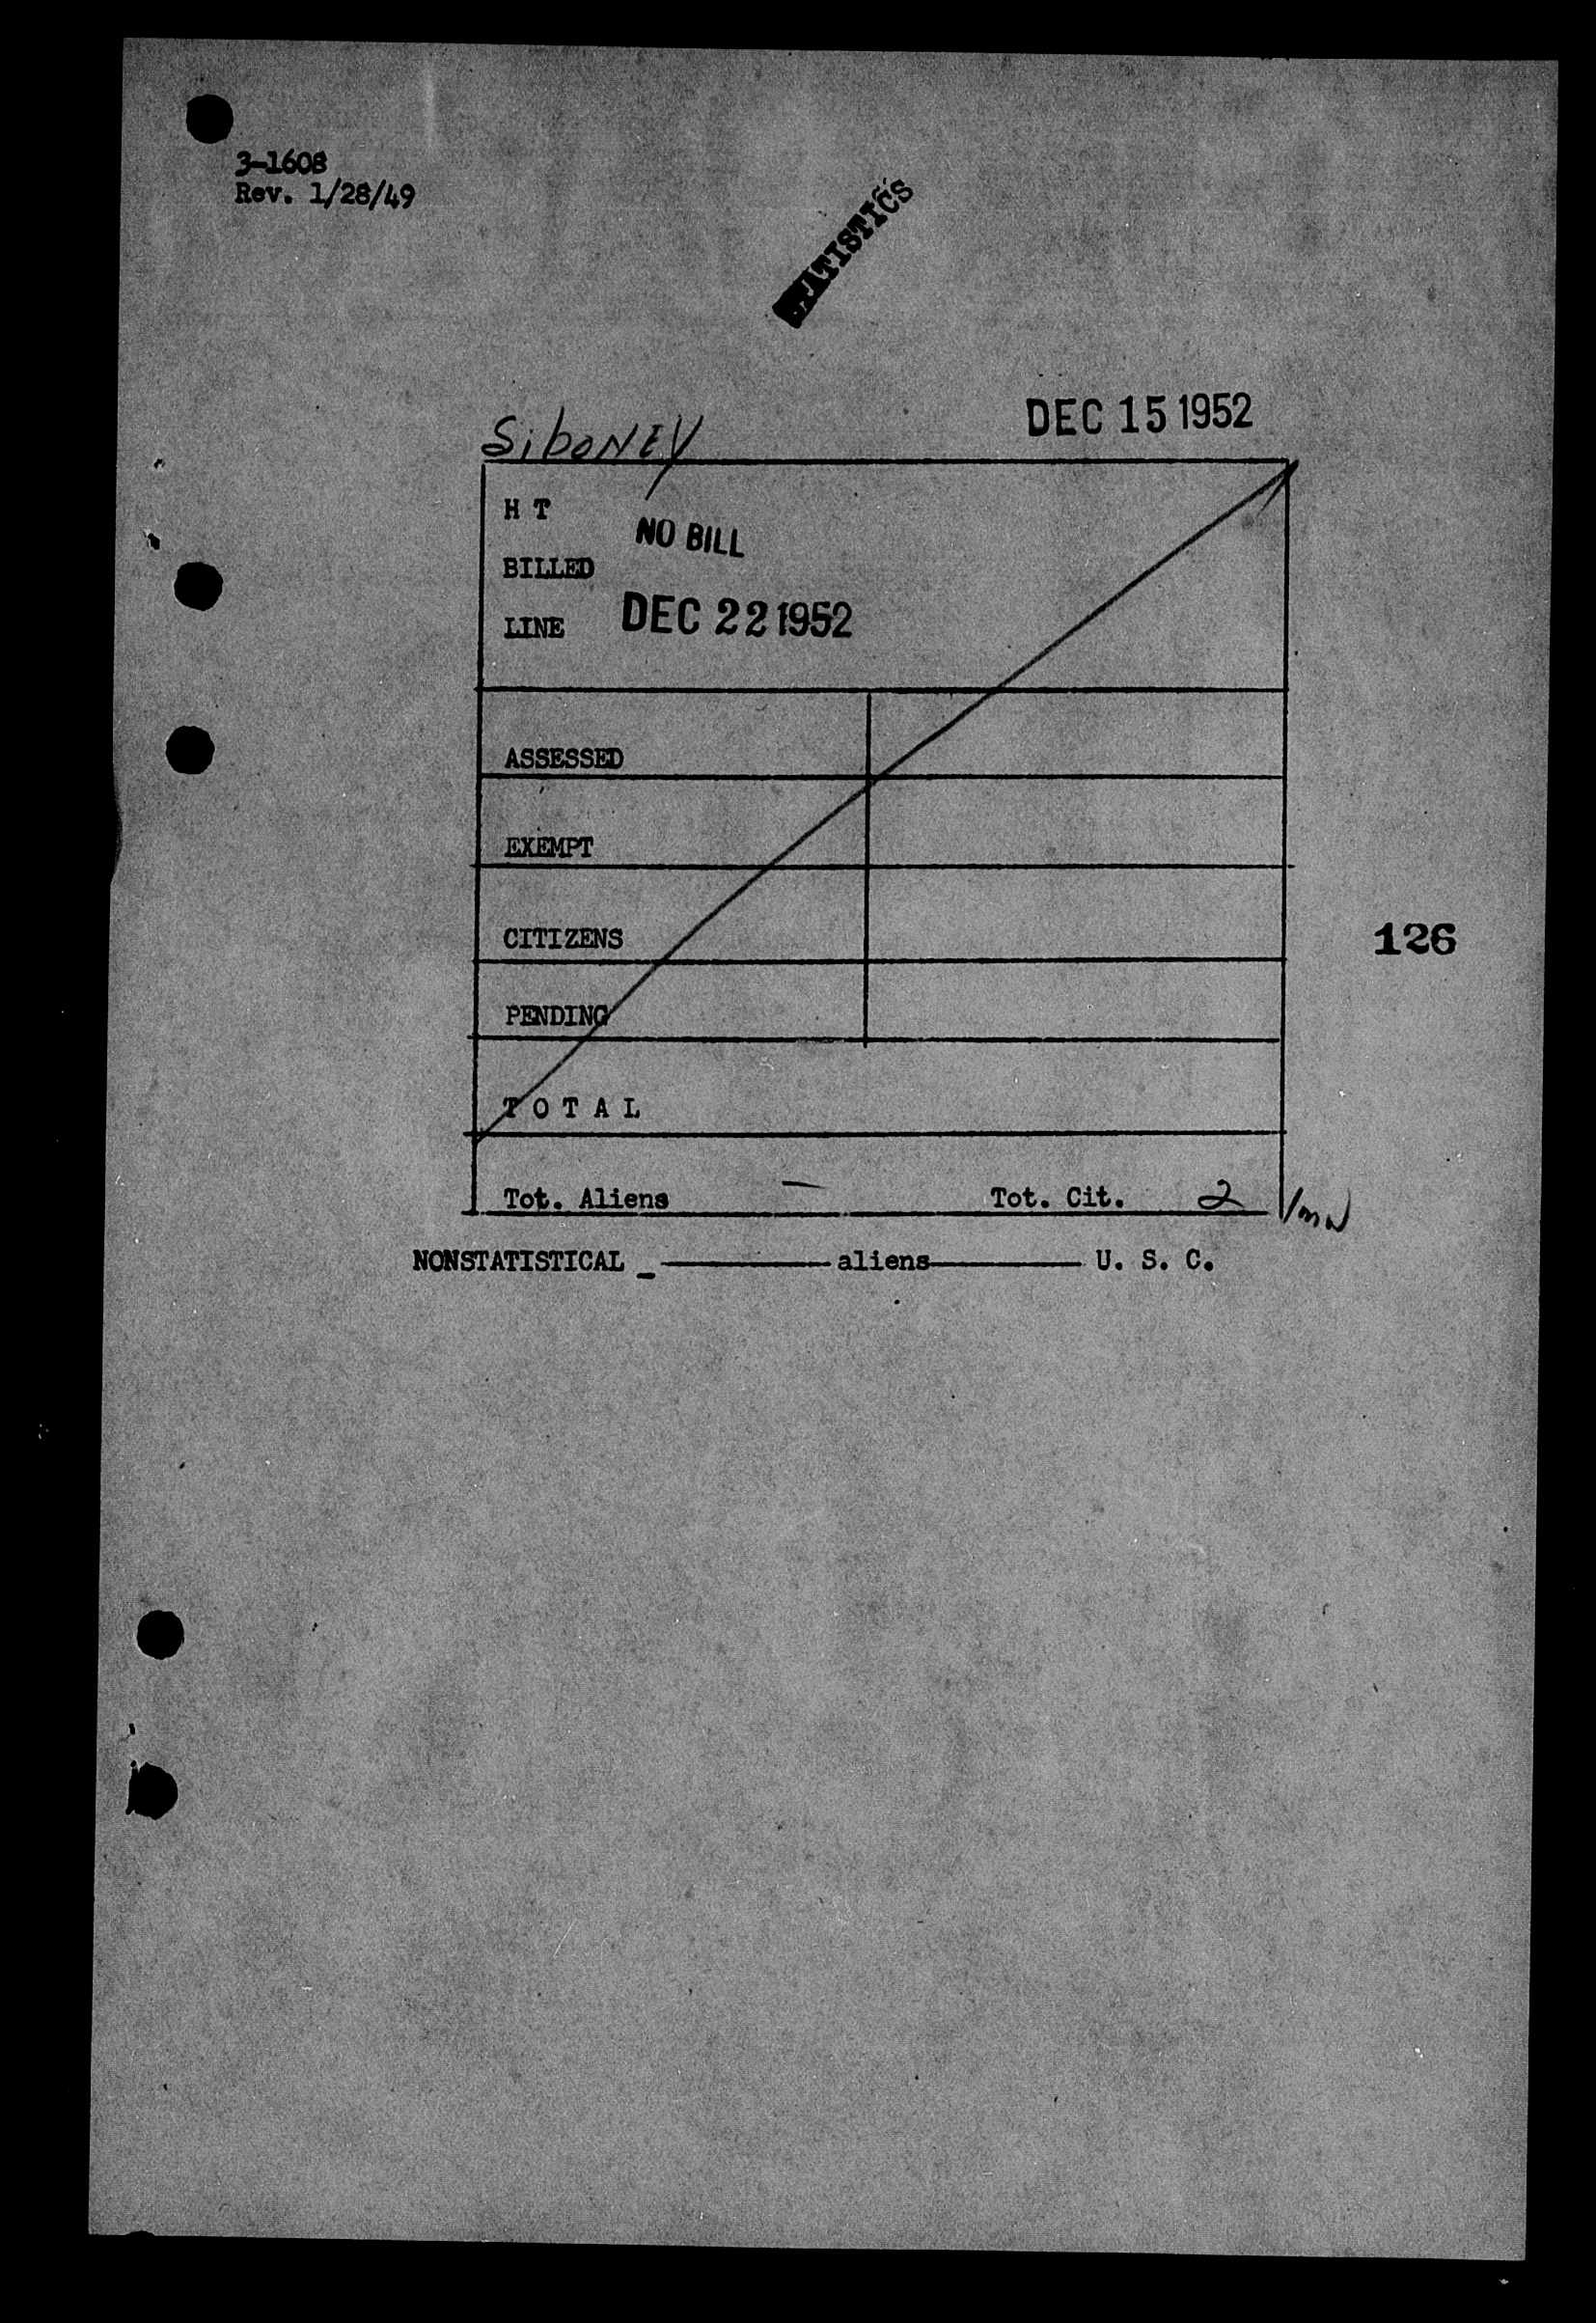 3-1608
Rev. 1/28/49
STATISTICS
Siboney
DEC 15 1952
H T
NO BILL
BILLED
LINE DEC 22 1952
ASSESSED
EXEMPT
CITIZENS
126
PENDING
T O T A L
Tot. Aliens — Tot. Cit. 2
NONSTATISTICAL _ ——— aliens ——— U. S. C.